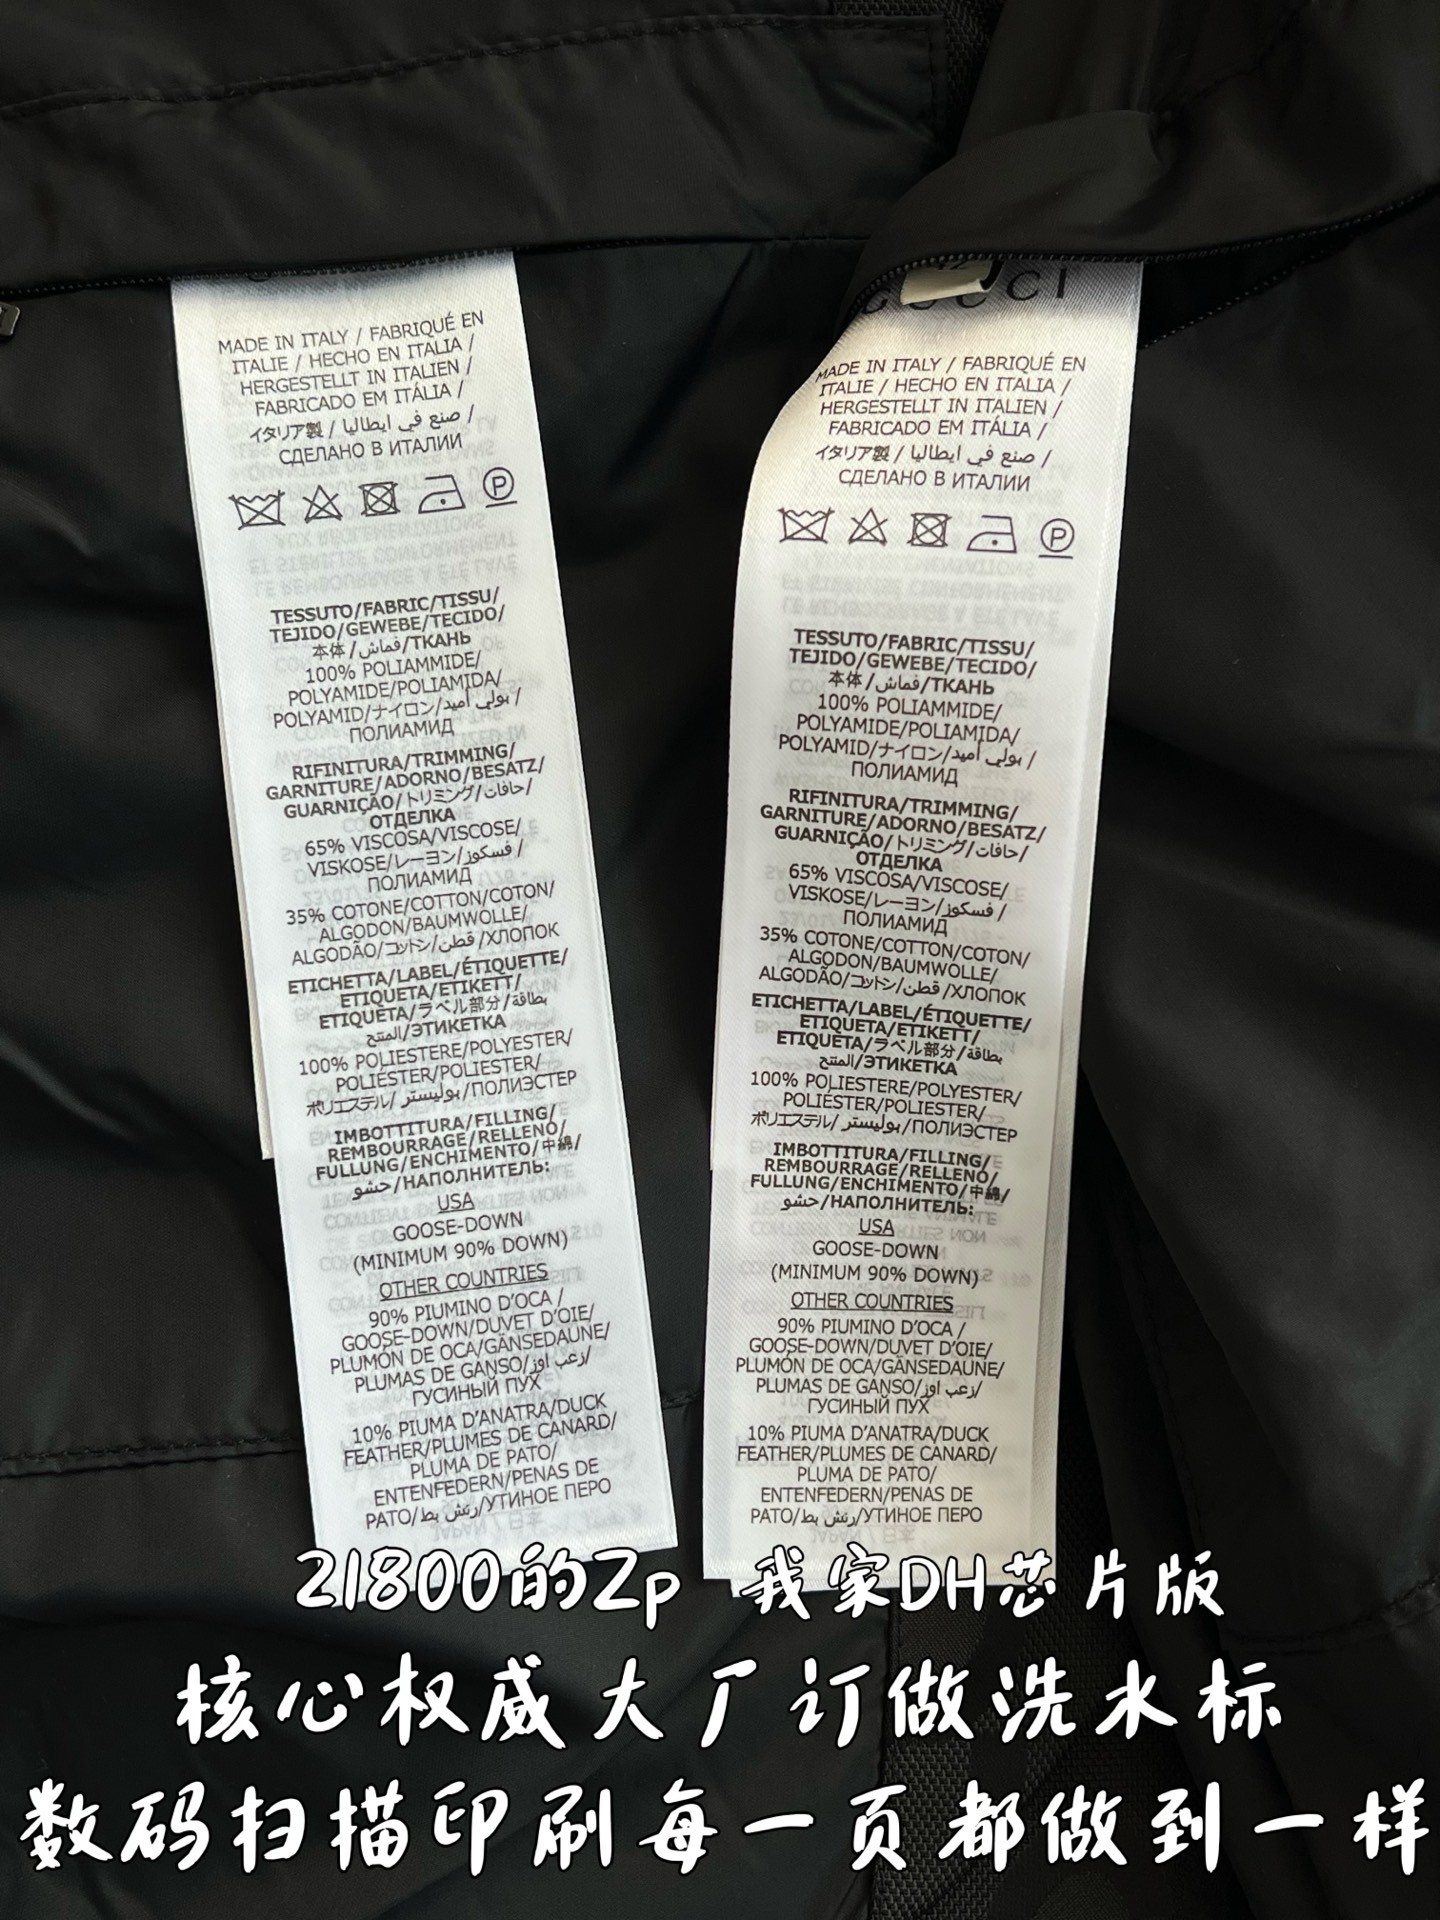 MADE IN ITALY / FABRIQUÉ EN
ITALIE / HECHO EN ITALIA /
HERGESTELLT IN ITALIEN /
FABRICADO EM ITÁLIA /
イタリア製 / صنع في ايطاليا /
СДЕЛАНО В ИТАЛИИ
TESSUTO/FABRIC/TISSU/
TEJIDO/GEWEBE/TECIDO/
本体/قماش/ТКАНЬ
100% POLIAMMIDE/
POLYAMIDE/POLIAMIDA/
POLYAMID/ナイロン/بولي أميد/
ПОЛИАМИД
RIFINITURA/TRIMMING/
GARNITURE/ADORNO/BESATZ/
GUARNIÇÃO/トリミング/حافات/
ОТДЕЛКА
65% VISCOSA/VISCOSE/
VISKOSE/レーヨン/فسكوز/
ПОЛИАМИД
35% COTONE/COTTON/COTON/
ALGODON/BAUMWOLLE/
ALGODÃO/コットン/قطن/ХЛОПОК
ETICHETTA/LABEL/ÉTIQUETTE/
ETIQUETA/ETIKETT/
ETIQUETA/ラベル部分/بطاقة
المنتج/ЭТИКЕТКА
100% POLIESTERE/POLYESTER/
POLIÉSTER/POLIESTER/
ポリエステル/بوليستر/ПОЛИЭСТЕР
IMBOTTITURA/FILLING/
REMBOURRAGE/RELLENO/
FULLUNG/ENCHIMENTO/中綿/
حشو/НАПОЛНИТЕЛЬ:
USA
GOOSE-DOWN
(MINIMUM 90% DOWN)
OTHER COUNTRIES
90% PIUMINO D'OCA /
GOOSE-DOWN/DUVET D'OIE/
PLUMÓN DE OCA/GÄNSEDAUNE/
PLUMAS DE GANSO/زغب أوز/
ГУСИНЫЙ ПУХ
10% PIUMA D'ANATRA/DUCK
FEATHER/PLUMES DE CANARD/
PLUMA DE PATO/
ENTENFEDERN/PENAS DE
PATO/ريش بط/УТИНОЕ ПЕРО
GUCCI
MADE IN ITALY / FABRIQUÉ EN
ITALIE / HECHO EN ITALIA /
HERGESTELLT IN ITALIEN /
FABRICADO EM ITÁLIA /
イタリア製 / صنع في ايطاليا /
СДЕЛАНО В ИТАЛИИ
TESSUTO/FABRIC/TISSU/
TEJIDO/GEWEBE/TECIDO/
本体/قماش/ТКАНЬ
100% POLIAMMIDE/
POLYAMIDE/POLIAMIDA/
POLYAMID/ナイロン/بولي أميد/
ПОЛИАМИД
RIFINITURA/TRIMMING/
GARNITURE/ADORNO/BESATZ/
GUARNIÇÃO/トリミング/حافات/
ОТДЕЛКА
65% VISCOSA/VISCOSE/
VISKOSE/レーヨン/فسكوز/
ПОЛИАМИД
35% COTONE/COTTON/COTON/
ALGODON/BAUMWOLLE/
ALGODÃO/コットン/قطن/ХЛОПОК
ETICHETTA/LABEL/ÉTIQUETTE/
ETIQUETA/ETIKETT/
ETIQUETA/ラベル部分/بطاقة
المنتج/ЭТИКЕТКА
100% POLIESTERE/POLYESTER/
POLIÉSTER/POLIESTER/
ポリエステル/بوليستر/ПОЛИЭСТЕР
IMBOTTITURA/FILLING/
REMBOURRAGE/RELLENO/
FULLUNG/ENCHIMENTO/中綿/
حشو/НАПОЛНИТЕЛЬ:
USA
GOOSE-DOWN
(MINIMUM 90% DOWN)
OTHER COUNTRIES
90% PIUMINO D'OCA /
GOOSE-DOWN/DUVET D'OIE/
PLUMÓN DE OCA/GÄNSEDAUNE/
PLUMAS DE GANSO/زغب أوز/
ГУСИНЫЙ ПУХ
10% PIUMA D'ANATRA/DUCK
FEATHER/PLUMES DE CANARD/
PLUMA DE PATO/
ENTENFEDERN/PENAS DE
PATO/ريش بط/УТИНОЕ ПЕРО
21800的Zp 我家DH芯片版
核心权威大厂订做洗水标
数码扫描印刷每一页都做到一样